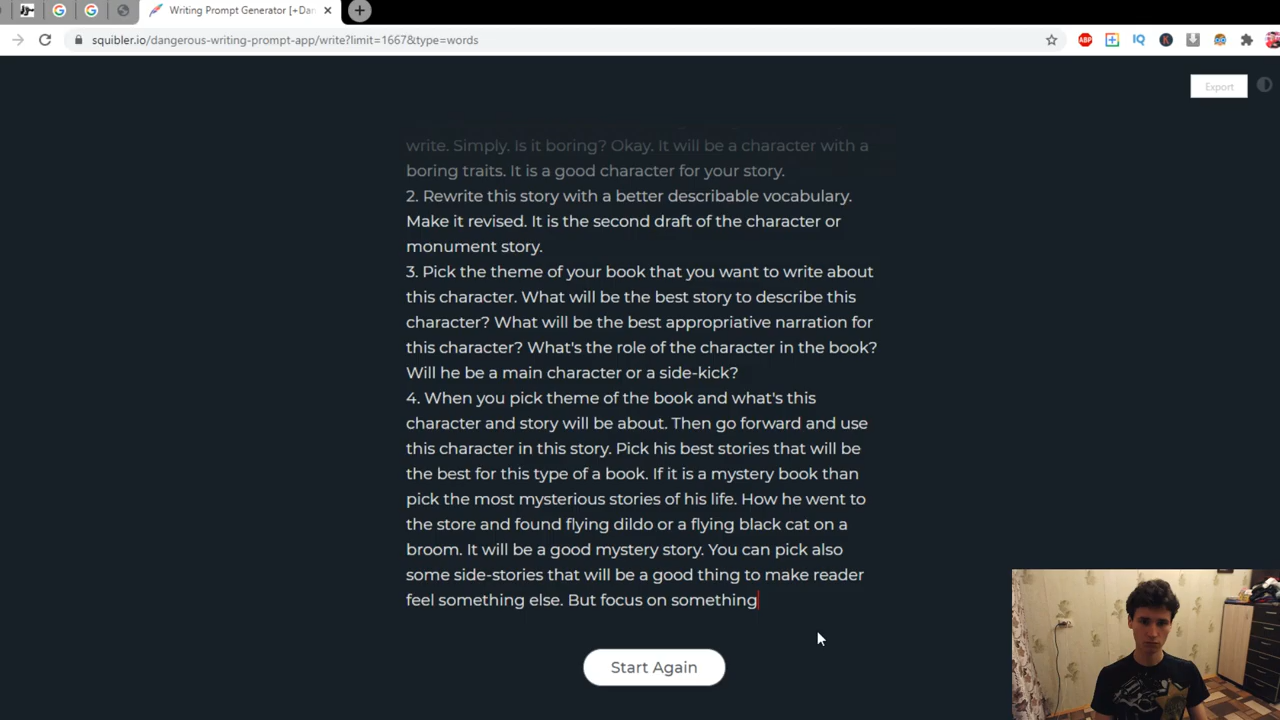 Writing Prompt Generator [+Dan
squibler.io/dangerous-writing-prompt-app/write?limit=1667&type=words
ABP
IQ
K
Export
write. Simply. Is it boring? Okay. It will be a character with a
boring traits. It is a good character for your story.
2. Rewrite this story with a better describable vocabulary.
Make it revised. It is the second draft of the character or
monument story.
3. Pick the theme of your book that you want to write about
this character. What will be the best story to describe this
character? What will be the best appropriative narration for
this character? What's the role of the character in the book?
Will he be a main character or a side-kick?
4. When you pick theme of the book and what's this
character and story will be about. Then go forward and use
this character in this story. Pick his best stories that will be
the best for this type of a book. If it is a mystery book than
pick the most mysterious stories of his life. How he went to
the store and found flying dildo or a flying black cat on a
broom. It will be a good mystery story. You can pick also
some side-stories that will be a good thing to make reader
feel something else. But focus on something
Start Again